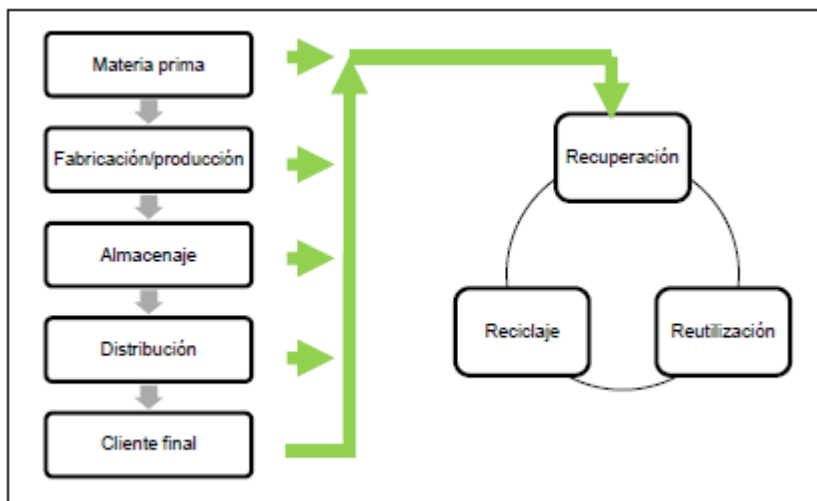 Materia prima
Fabricación/producción
Almacenaje
Distribución
Cliente final
Recuperación
Reciclaje
Reutilización